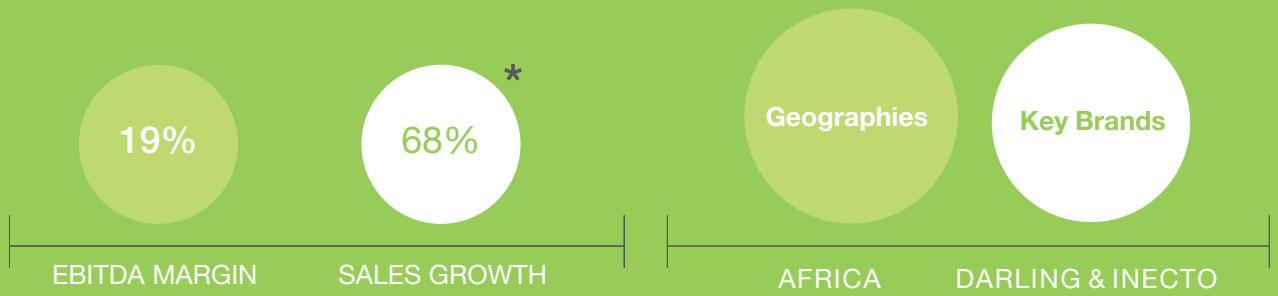 19%
68%
*
EBITDA MARGIN
SALES GROWTH
Geographies
Key Brands
AFRICA
DARLING & INECTO